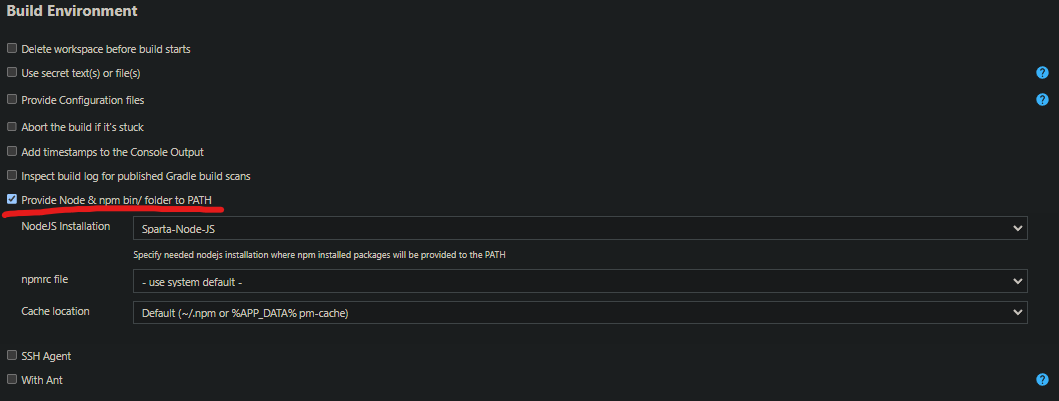 Build Environment
Delete workspace before build starts
Use secret text(s) or file(s)
?
Provide Configuration files
?
Abort the build if it's stuck
Add timestamps to the Console Output
Inspect build log for published Gradle build scans
Provide Node & npm bin/ folder to PATH
NodeJS Installation
Sparta-Node-JS
Specify needed nodejs installation where npm installed packages will be provided to the PATH
npmrc file
- use system default -
Cache location
Default (~/.npm or %APP_DATA% pm-cache)
SSH Agent
With Ant
?